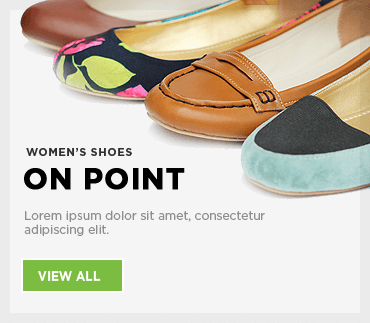 WOMEN'S SHOES
ON POINT
Lorem ipsum dolor sit amet, consectetur
adipiscing elit.
VIEW ALL